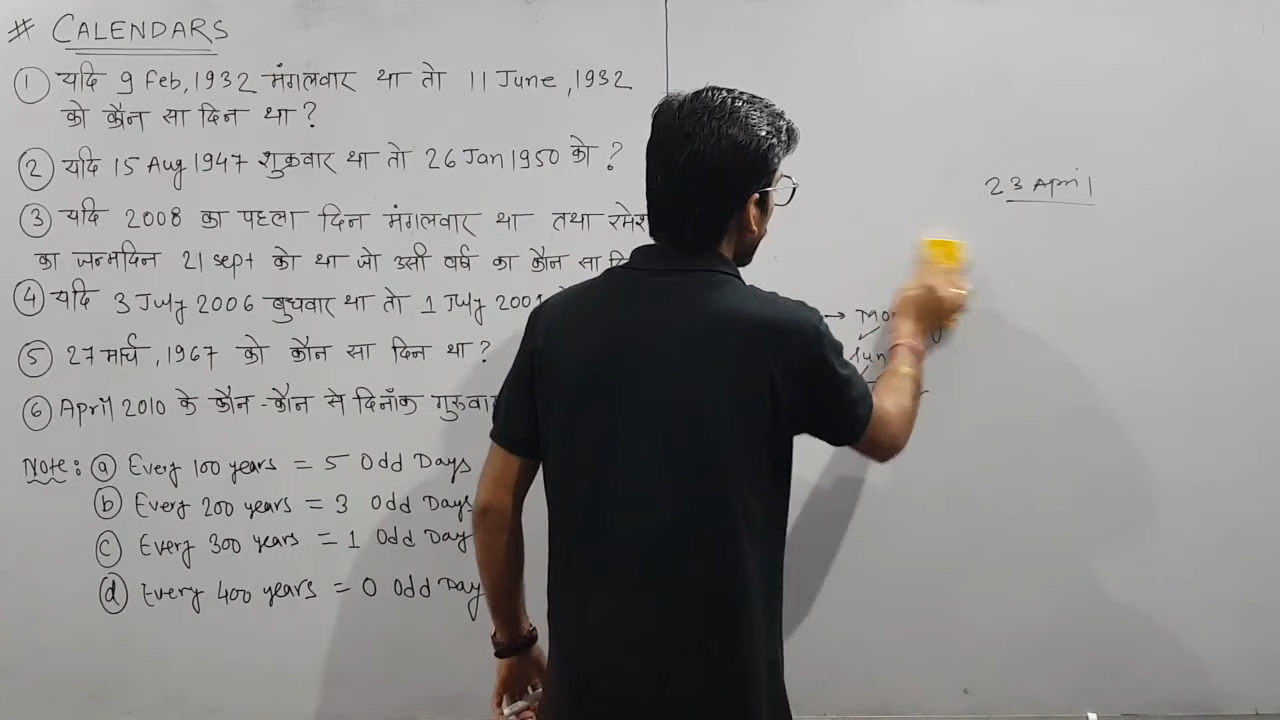 # CALENDARS
① यदि 9 Feb, 1932 मंगलवार था तो 11 June, 1932
को कौन सा दिन था ?
② यदि 15 Aug 1947 शुक्रवार था तो 26 Jan 1950 को ?
③ यदि 2008 का पहला दिन मंगलवार था तथा
का जन्मदिन 21 sept को था जो उसी वर्ष का कौन सा
④ यदि 3 July 2006 बुधवार था तो 1 July
⑤ 27 मार्च, 1967 को कौन सा दिन था ?
⑥ April 2010 के कौन-कौन से दिनाँक
Note: ⓐ Every 100 years = 5 Odd Days
ⓑ Every 200 years = 3 Odd Days
ⓒ Every 300 years = 1 Odd Day
ⓓ Every 400 years = 0 Odd Day
23 April